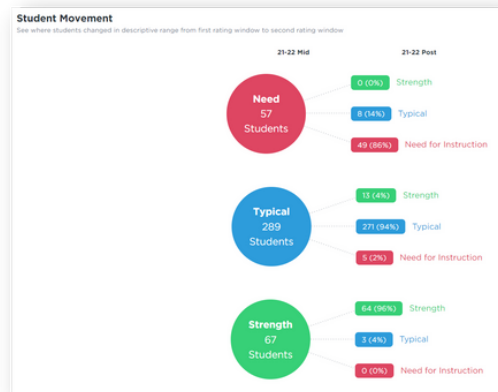 Student Movement
See where students changed in descriptive range from first rating window to second rating window
21-22 Mid 21-22 Post
Need
57
Students
0 (0%) Strength
8 (14%) Typical
49 (86%) Need for Instruction
Typical
289
Students
13 (4%) Strength
271 (94%) Typical
5 (2%) Need for Instruction
Strength
67
Students
64 (96%) Strength
3 (4%) Typical
0 (0%) Need for Instruction